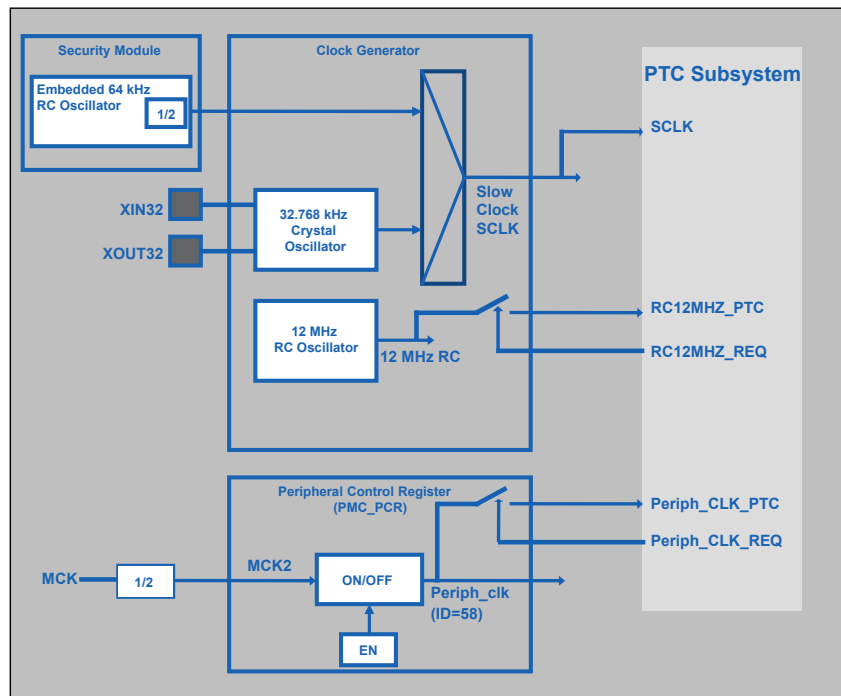 Security Module
Embedded 64 kHz
RC Oscillator
1/2
Clock Generator
PTC Subsystem
SCLK
XIN32
XOUT32
32.768 kHz
Crystal
Oscillator
Slow
Clock
SCLK
12 MHz
RC Oscillator
12 MHz RC
RC12MHZ_PTC
RC12MHZ_REQ
Peripheral Control Register
(PMC_PCR)
Periph_CLK_PTC
Periph_CLK_REQ
MCK
1/2
MCK2
ON/OFF
Periph_clk
(ID=58)
EN